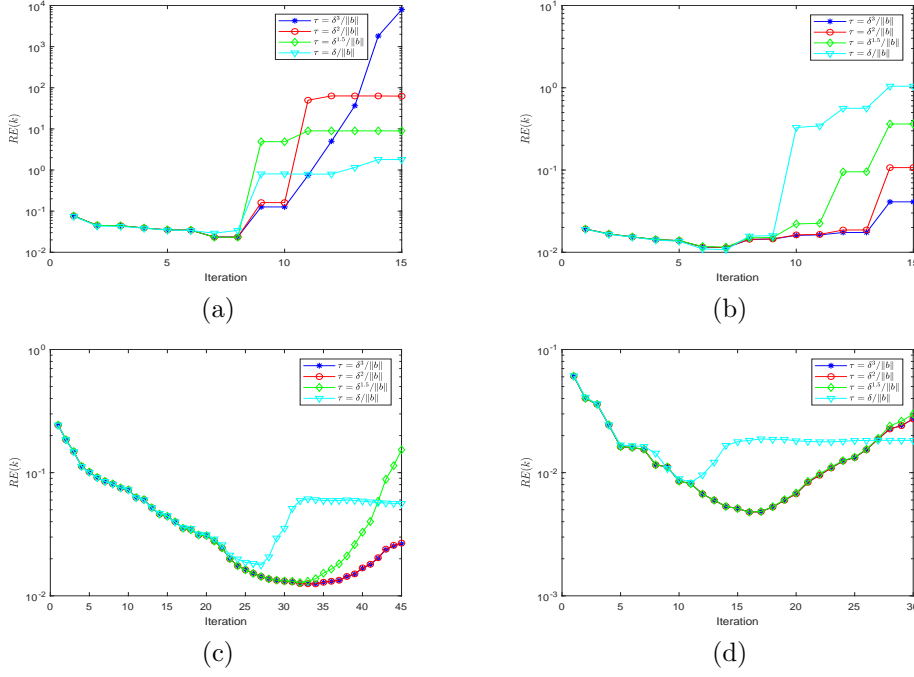 10^4
10^3
10^2
10^1
10^0
10^-1
10^-2
RE(k)
0
5
10
15
Iteration
τ = δ^3/‖b‖
τ = δ^2/‖b‖
τ = δ^1.5/‖b‖
τ = δ/‖b‖
(a)
10^1
10^0
10^-1
10^-2
RE(k)
0
5
10
15
Iteration
τ = δ^3/‖b‖
τ = δ^2/‖b‖
τ = δ^1.5/‖b‖
τ = δ/‖b‖
(b)
10^0
10^-1
10^-2
RE(k)
0
5
10
15
20
25
30
35
40
45
Iteration
τ = δ^3/‖b‖
τ = δ^2/‖b‖
τ = δ^1.5/‖b‖
τ = δ/‖b‖
(c)
10^-1
10^-2
10^-3
RE(k)
0
5
10
15
20
25
30
Iteration
τ = δ^3/‖b‖
τ = δ^2/‖b‖
τ = δ^1.5/‖b‖
τ = δ/‖b‖
(d)